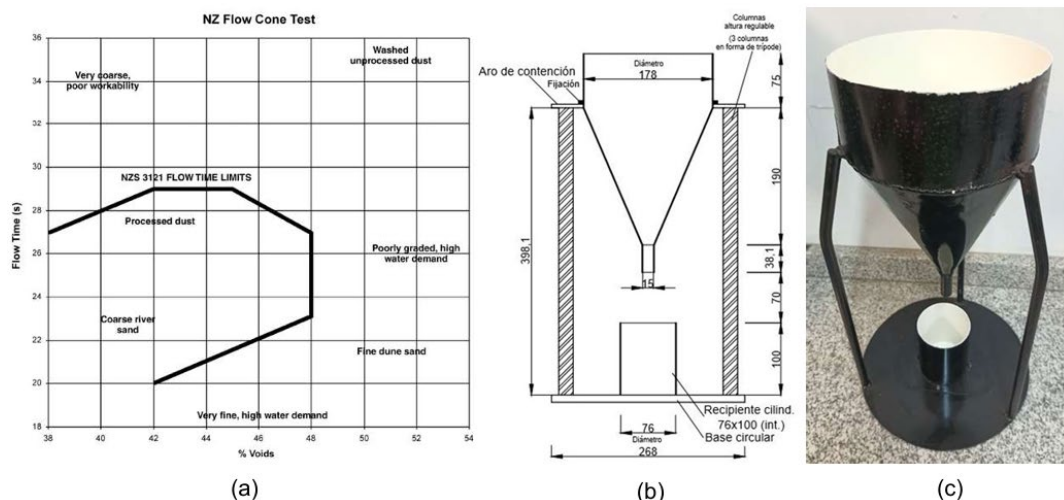 NZ Flow Cone Test
36
34
32
30
28
26
24
22
20
18
Flow Time (s)
Very coarse,
poor workability
Washed
unprocessed dust
NZS 3121 FLOW TIME LIMITS
Processed dust
Poorly graded, high
water demand
Coarse river
sand
Fine dune sand
Very fine, high water demand
38 40 42 44 46 48 50 52 54
% Voids
(a)
Columnas
altura regulable
(3 columnas
en forma de trípode)
Aro de contención
Fijación
Diámetro
178
75
190
398,1
38,1
15
70
100
Recipiente cilind.
76x100 (int.)
Base circular
76
Diámetro
268
(b)
(c)